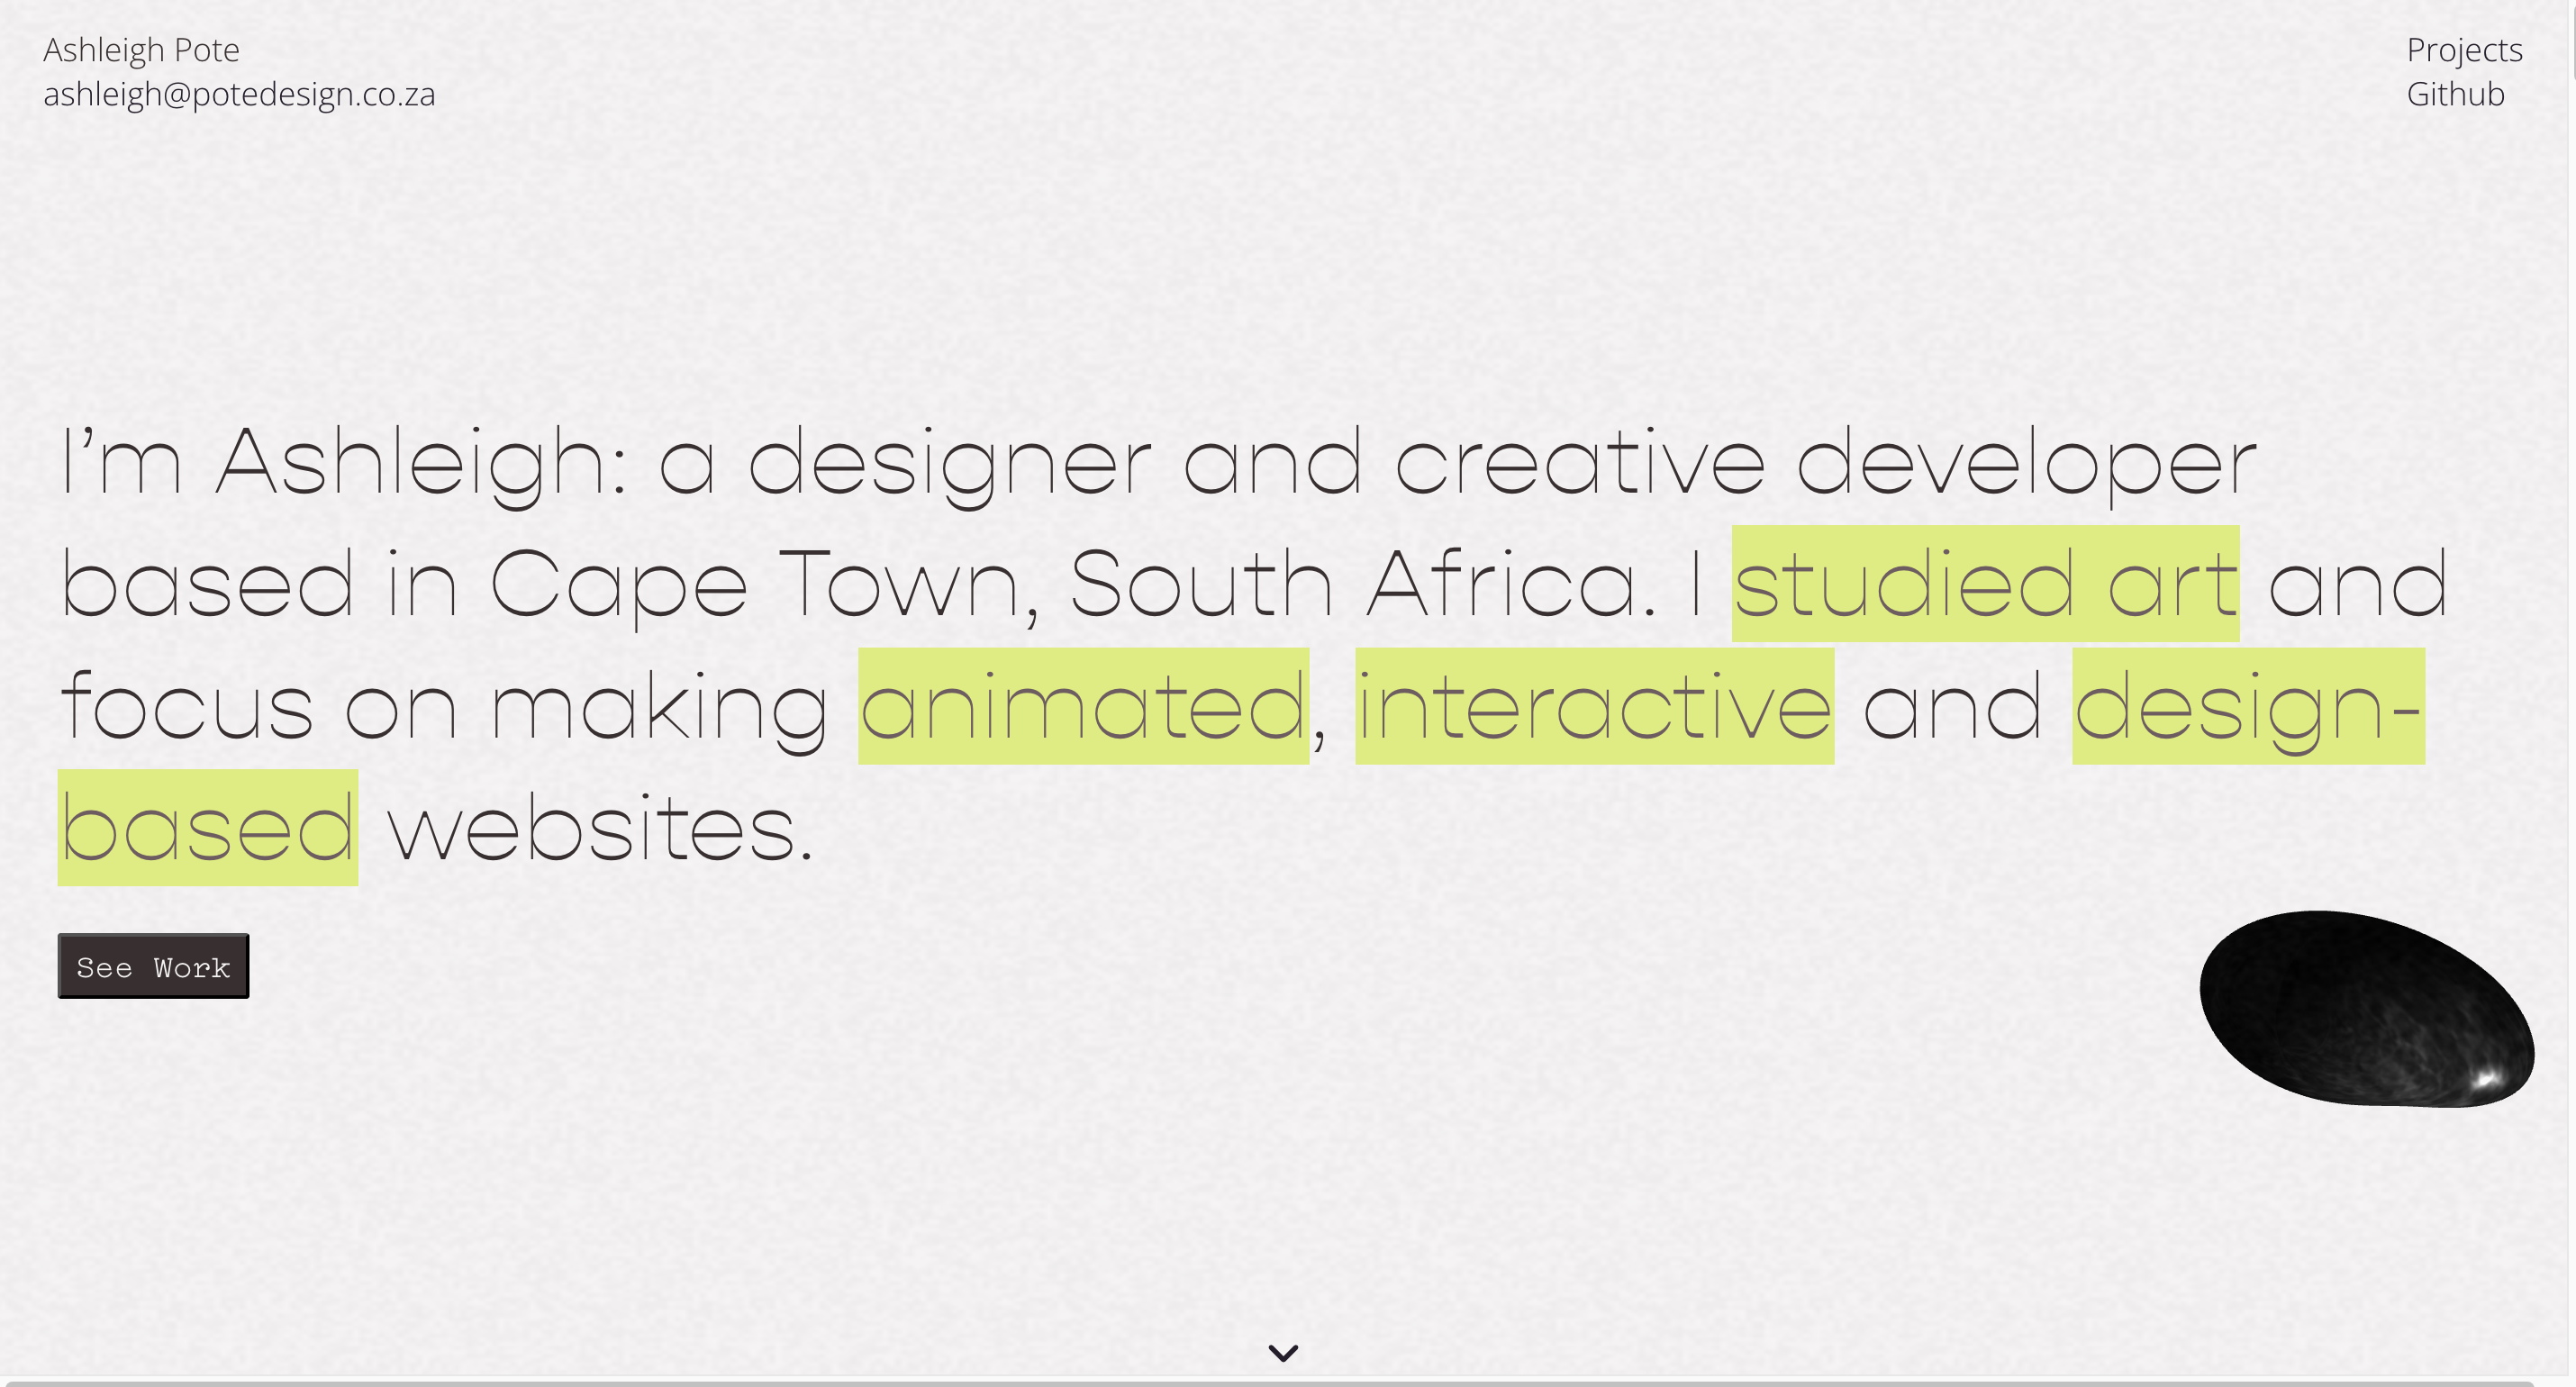 Ashleigh Pote
ashleigh@potedesign.co.za
Projects
Github
I’m Ashleigh: a designer and creative developer
based in Cape Town, South Africa. I studied art and
focus on making animated, interactive and design-
based websites.
See Work